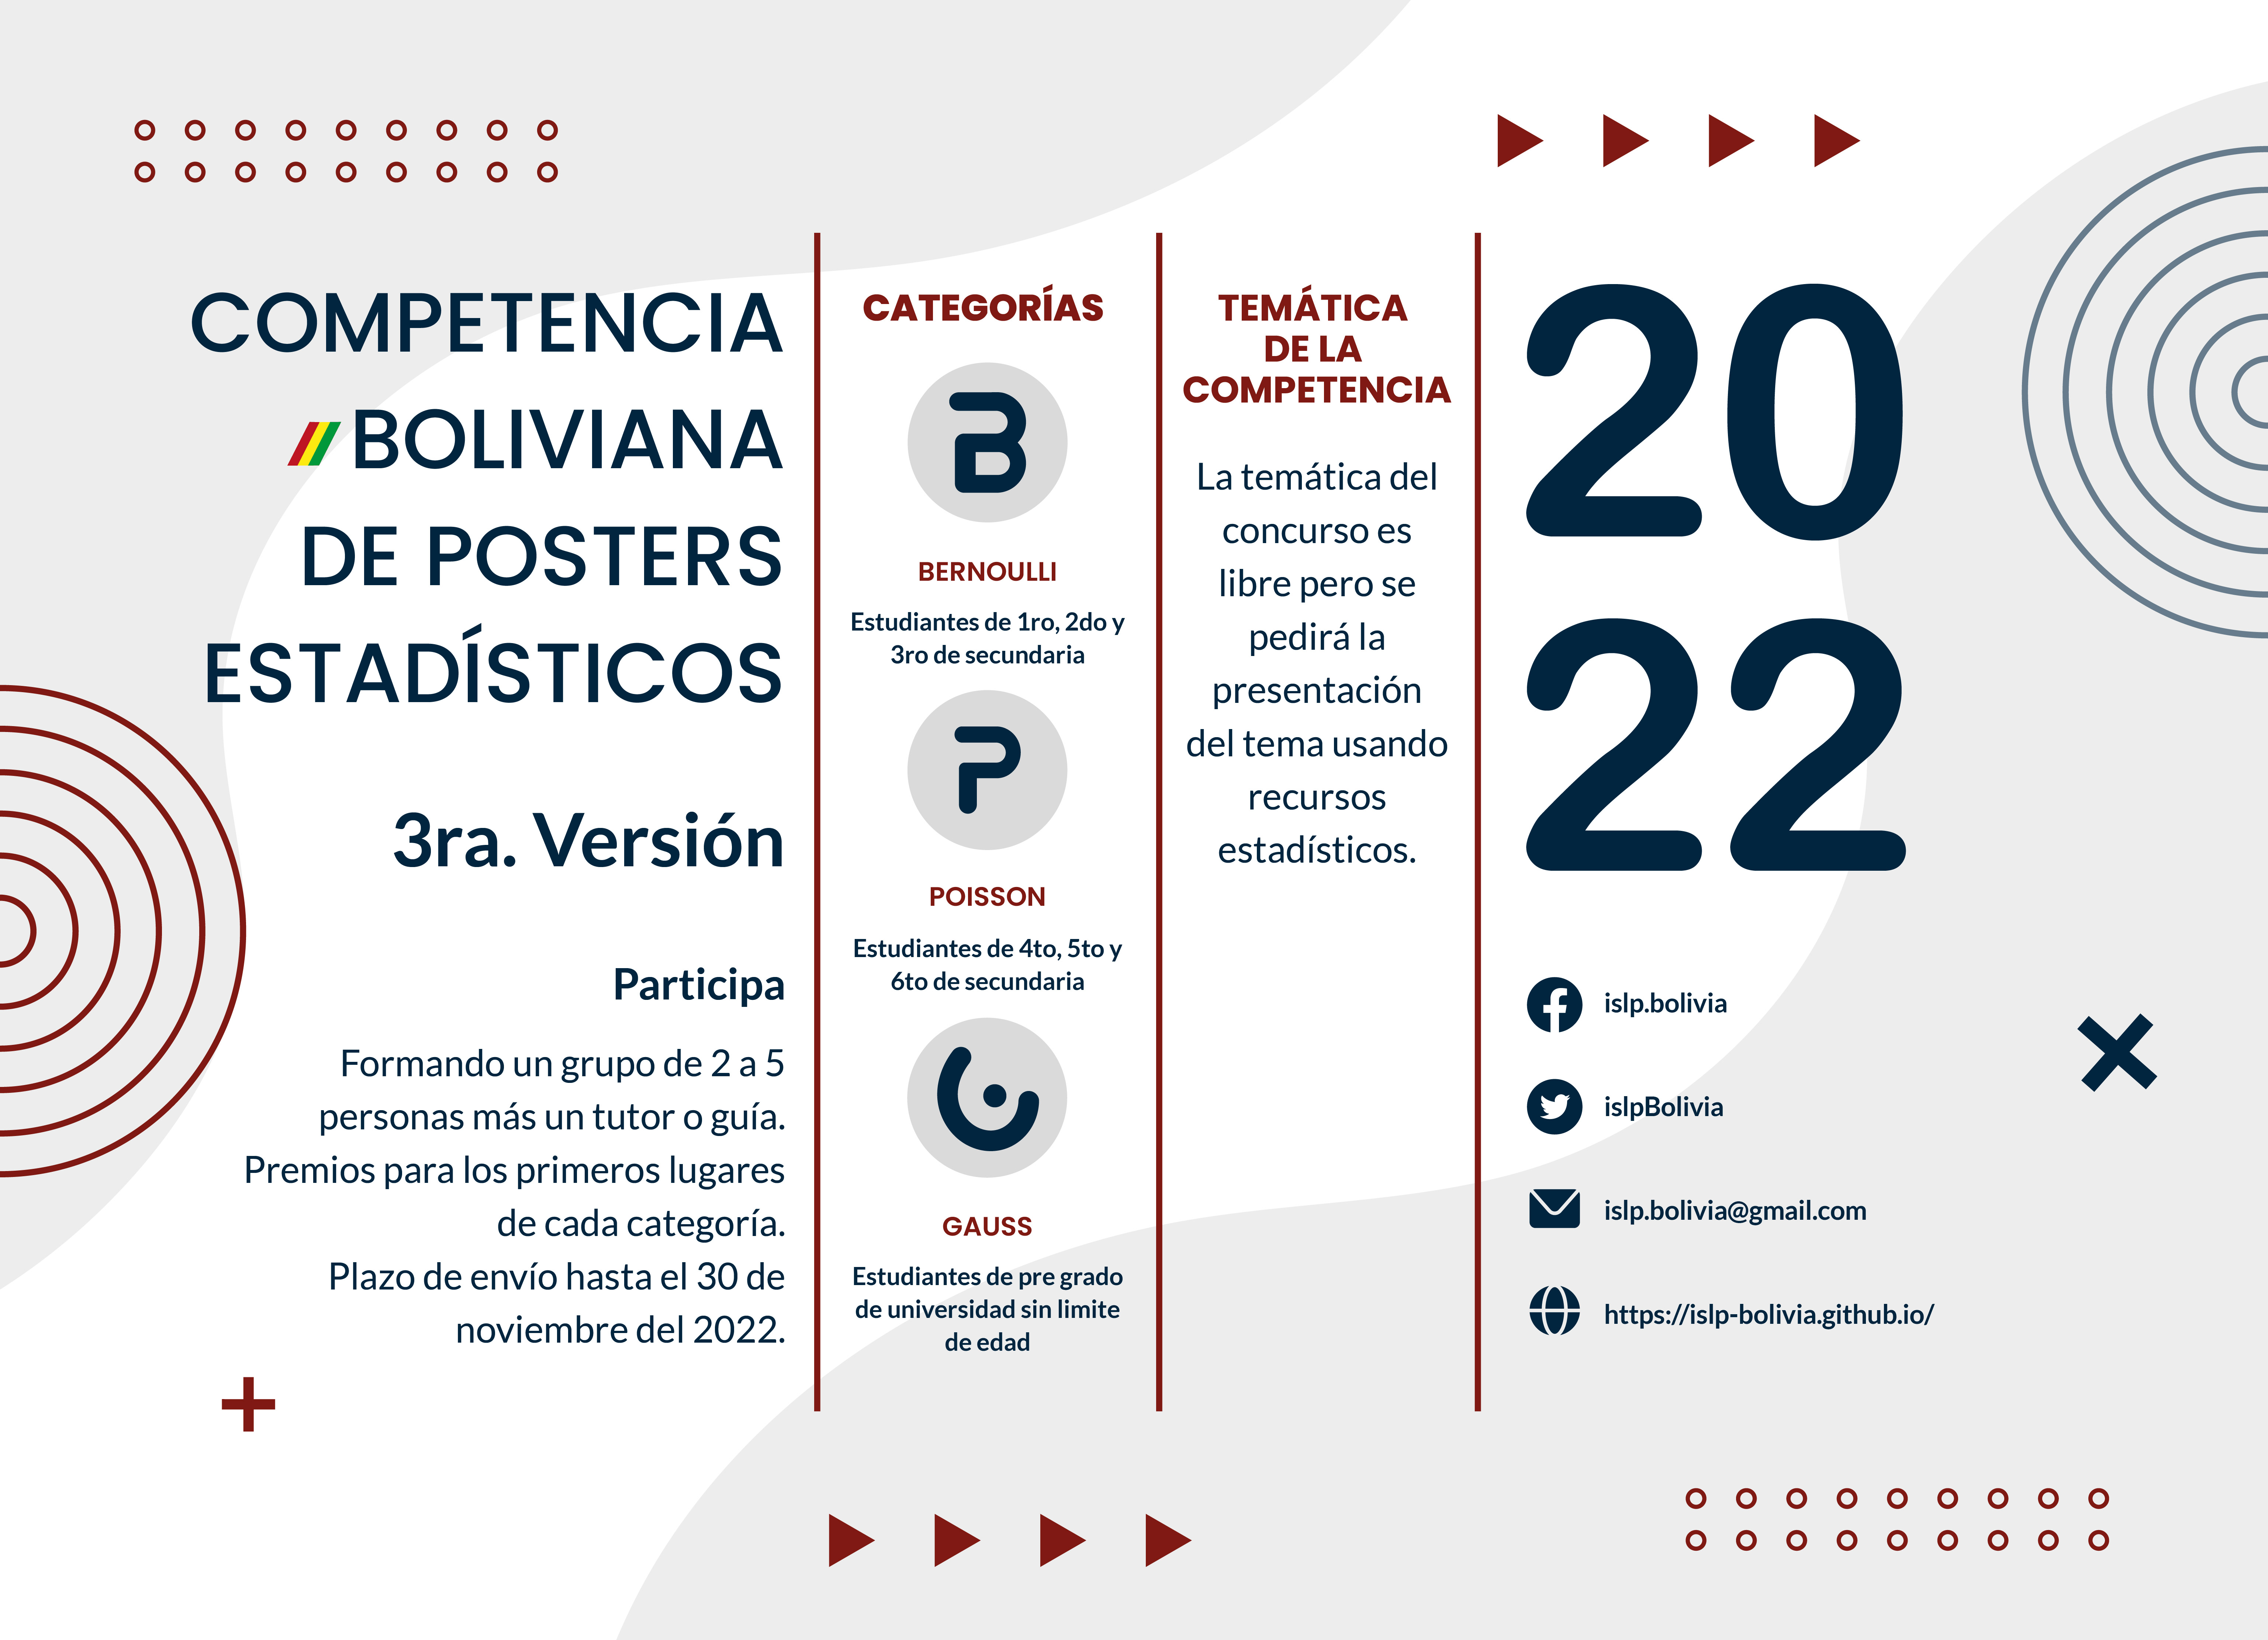 COMPETENCIA
BOLIVIANA
DE POSTERS
ESTADÍSTICOS
3ra. Versión
Participa
Formando un grupo de 2 a 5
personas más un tutor o guía.
Premios para los primeros lugares
de cada categoría.
Plazo de envío hasta el 30 de
noviembre del 2022.
CATEGORÍAS
B
BERNOULLI
Estudiantes de 1ro, 2do y
3ro de secundaria
P
POISSON
Estudiantes de 4to, 5to y
6to de secundaria
GAUSS
Estudiantes de pre grado
de universidad sin limite
de edad
TEMÁTICA
DE LA
COMPETENCIA
La temática del
concurso es
libre pero se
pedirá la
presentación
del tema usando
recursos
estadísticos.
20
22
islp.bolivia
islpBolivia
islp.bolivia@gmail.com
https://islp-bolivia.github.io/